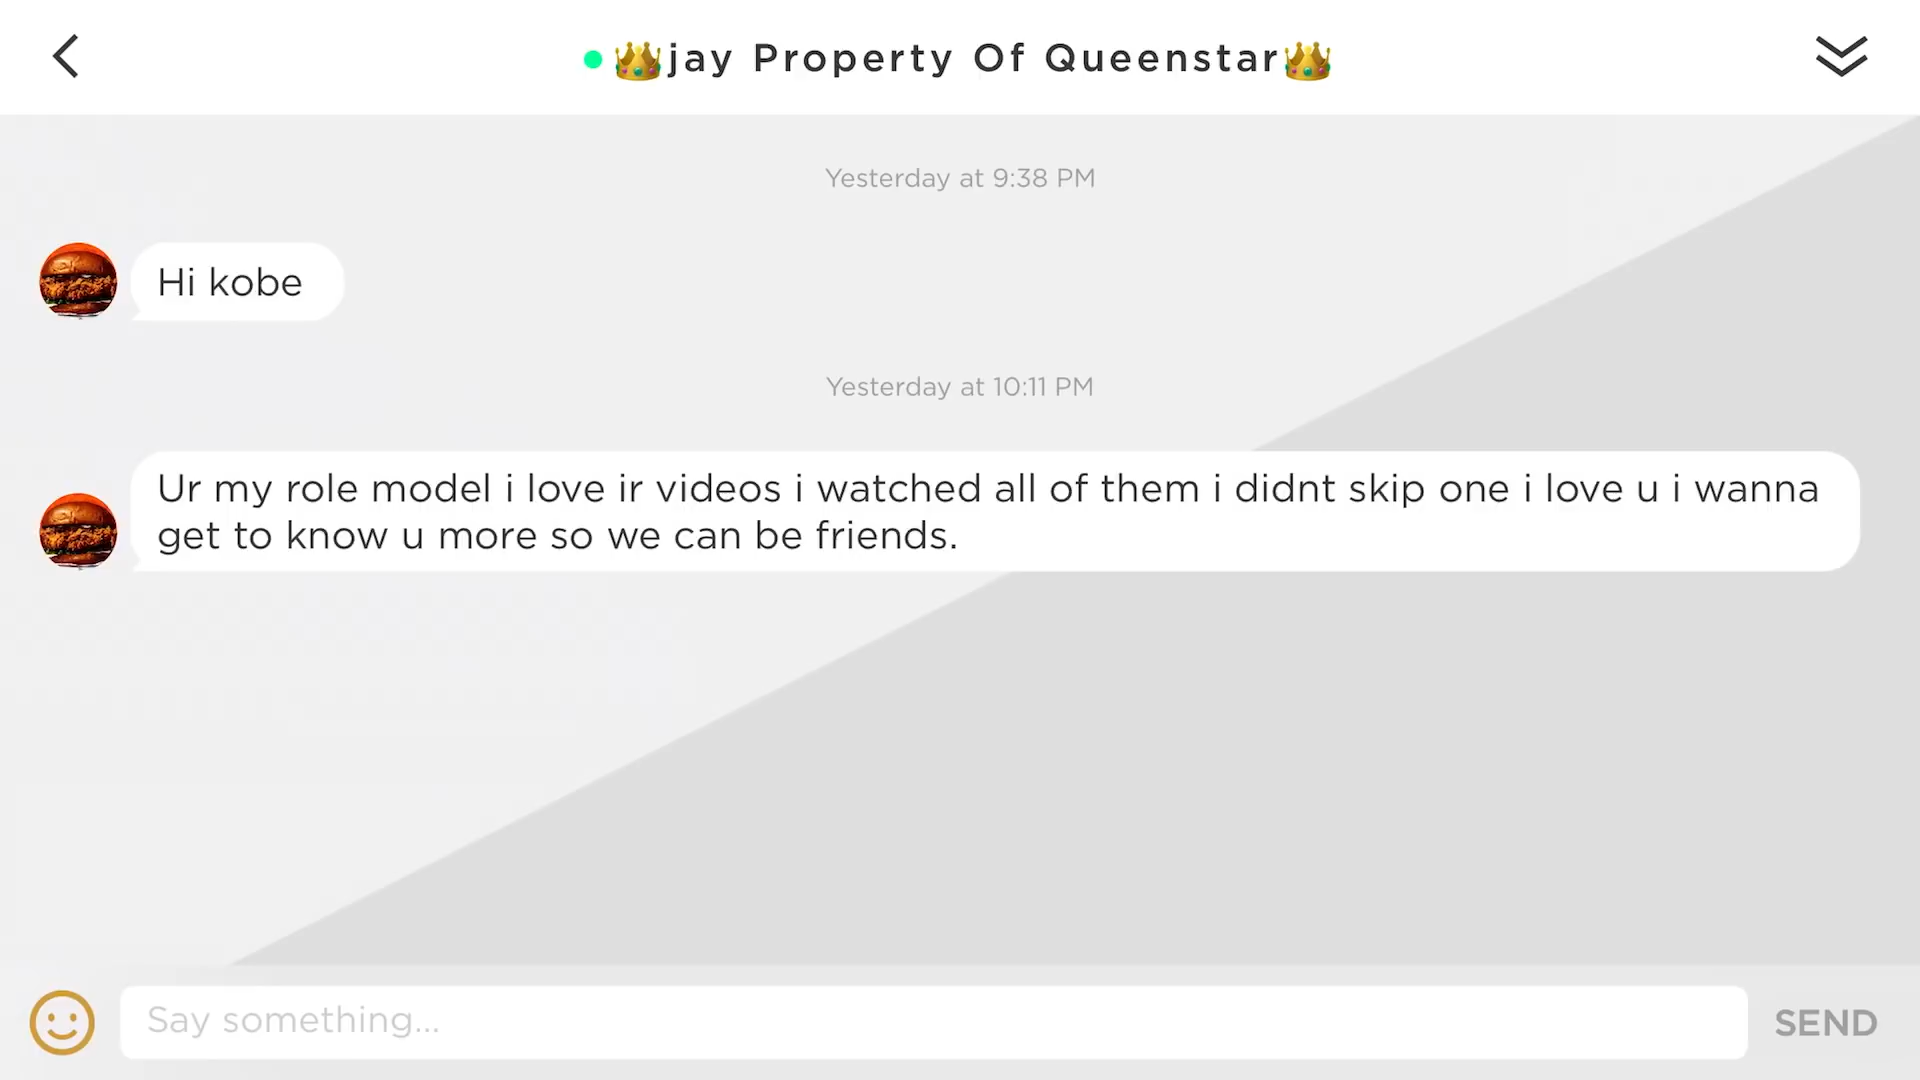 👑jay Property Of Queenstar👑
Yesterday at 9:38 PM
Hi kobe
Yesterday at 10:11 PM
Ur my role model i love ir videos i watched all of them i didnt skip one i love u i wanna
get to know u more so we can be friends.
Say something...
SEND